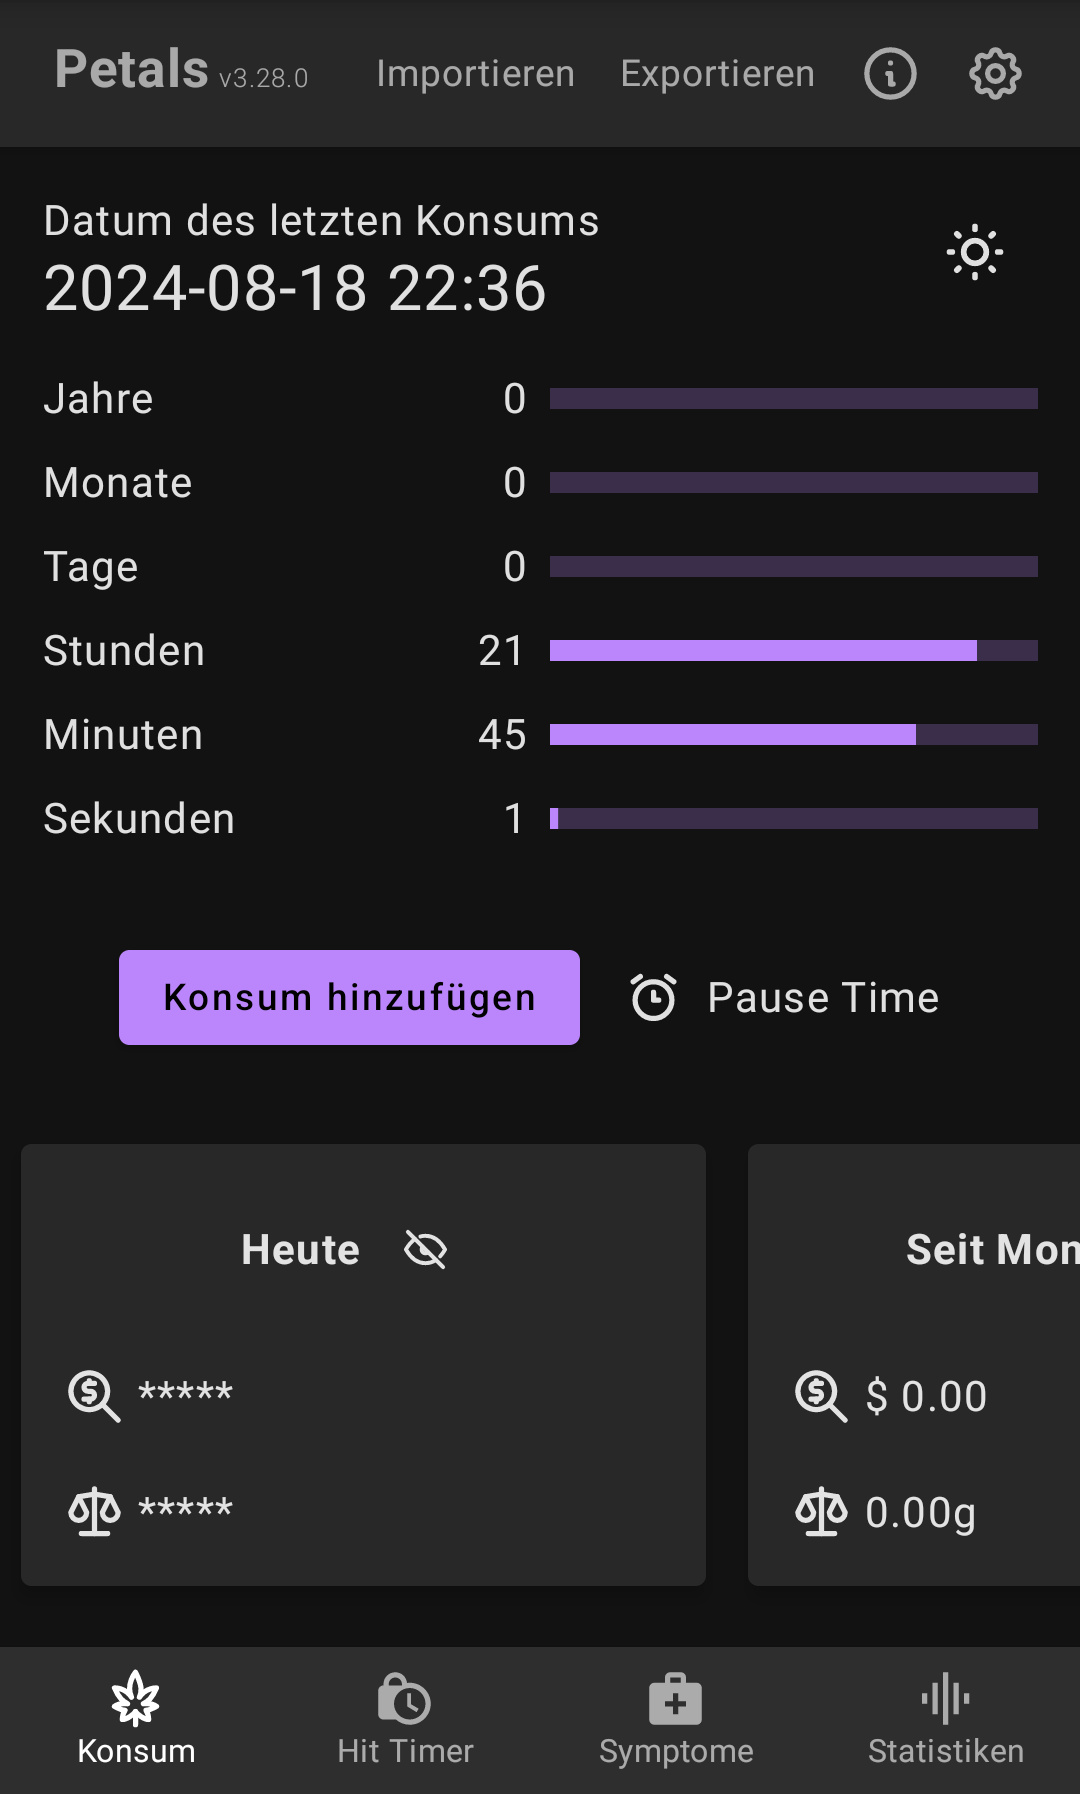 Petals v3.28.0 Importieren Exportieren
Datum des letzten Konsums
2024-08-18 22:36
Jahre 0
Monate 0
Tage 0
Stunden 21
Minuten 45
Sekunden 1
Konsum hinzufügen Pause Time
Heute Seit Mon
***** $ 0.00
***** 0.00g
Konsum Hit Timer Symptome Statistiken